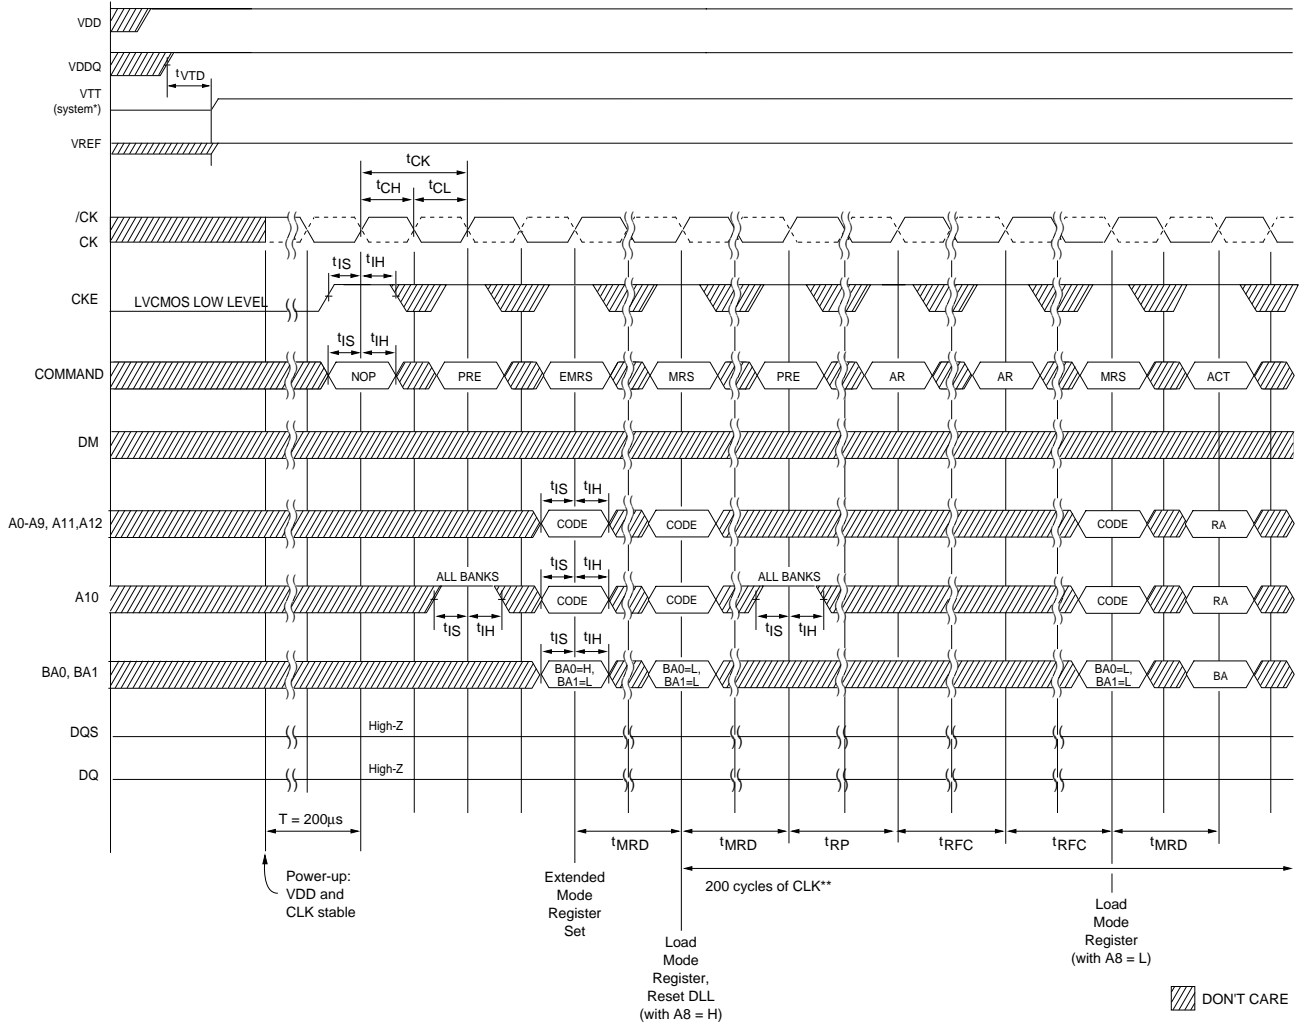 VDD
VDDQ
tVTD
VTT
(system*)
VREF
tCK
tCH tCL
/CK
CK
tIS tIH
CKE
LVCMOS LOW LEVEL
tIS tIH
COMMAND NOP PRE EMRS MRS PRE AR AR MRS ACT
DM
tIS tIH
A0-A9, A11,A12 CODE CODE CODE RA
ALL BANKS tIS tIH ALL BANKS
A10 CODE CODE CODE RA
tIS tIH tIS tIH
tIS tIH
BA0, BA1 BA0=H, BA0=L, BA0=L, BA
BA1=L BA1=L BA1=L
DQS High-Z
DQ High-Z
T = 200µs
tMRD tMRD tRP tRFC tRFC tMRD
Power-up:
VDD and
CLK stable
Extended
Mode
Register
Set
200 cycles of CLK**
Load
Mode
Register,
Reset DLL
(with A8 = H)
Load
Mode
Register
(with A8 = L)
DON'T CARE